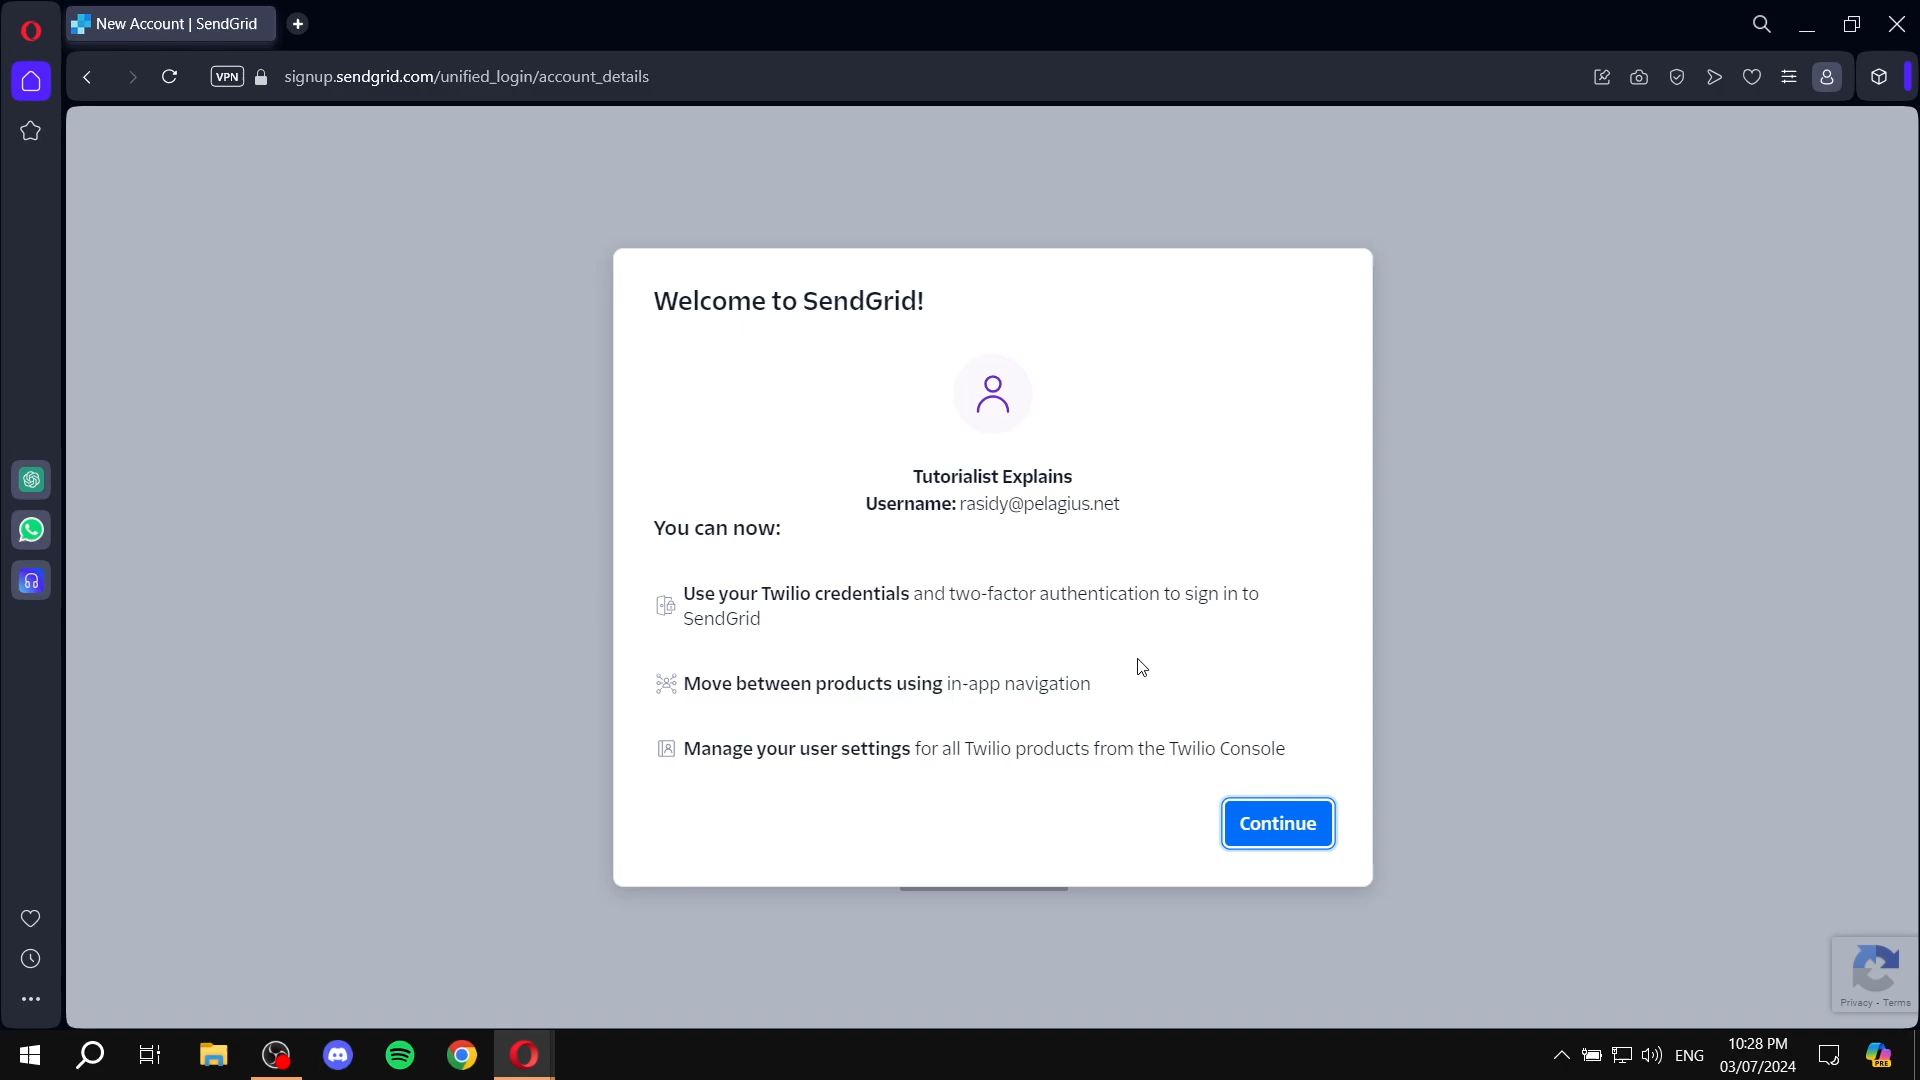 New Account | SendGrid
VPN
signup.sendgrid.com/unified_login/account_details
Welcome to SendGrid!
Tutorialist Explains
Username: rasidy@pelagius.net
You can now:
Use your Twilio credentials and two-factor authentication to sign in to
SendGrid
Move between products using in-app navigation
Manage your user settings for all Twilio products from the Twilio Console
Continue
Privacy - Terms
ENG
10:28 PM
03/07/2024
PRE